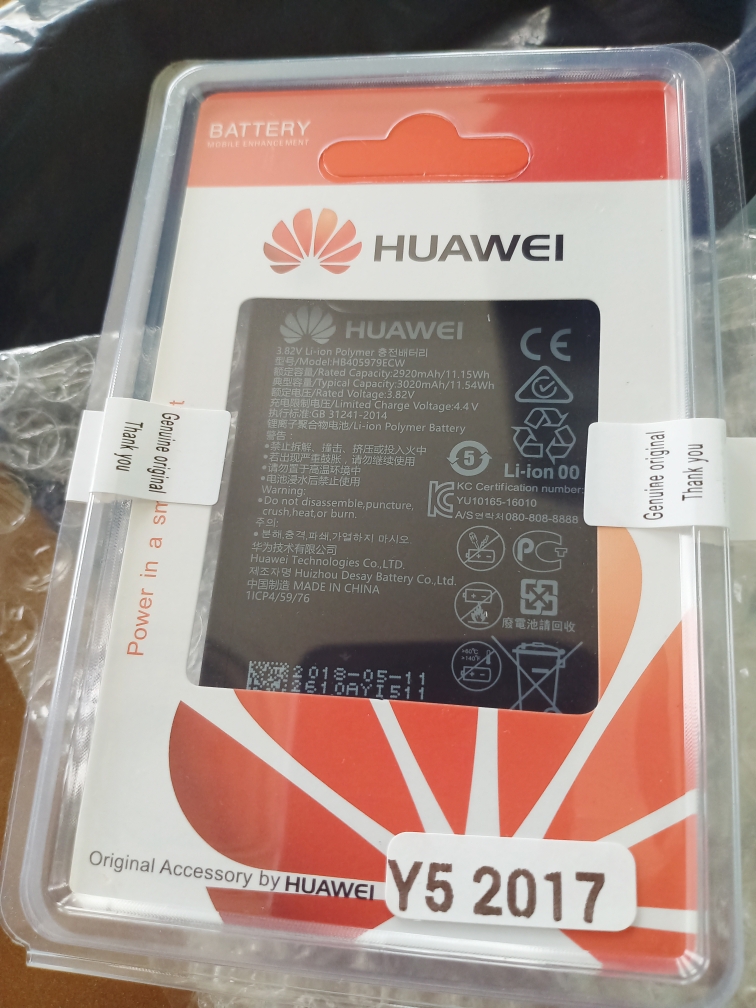 BATTERY
MOBILE ENHANCEMENT
HUAWEI
HUAWEI
3.82V Li-ion Polymer 충전배터리
型号/Model:HB405979ECW
额定容量/Rated Capacity:2920mAh/11.15Wh
典型容量/Typical Capacity:3020mAh/11.54Wh
额定电压/Rated Voltage:3.82V
充电限制电压/Limited Charge Voltage:4.4V
执行标准 GB 31241-2014
锂离子聚合物电池/Li-ion Polymer Battery
警告:
•禁止拆解、撞击、挤压或投入火中
•若出现严重鼓胀，请勿继续使用
•请勿置于高温环境中
•电池浸水后禁止使用
Warning:
•Do not disassemble,puncture,
crush,heat,or burn.
주의:
•분해,충격,파쇄,가열하지 마시오
华为技术有限公司
Huawei Technologies Co.,LTD.
제조자명 Huizhou Desay Battery Co.,Ltd.
中国制造 MADE IN CHINA
1ICP4/59/76
2018-05-11
2610AYI511
CE
Li-ion 00
5
KC Certification number:
YU10165-16010
A/S연락처080-808-8888
廢電池請回收
>60℃
>140℉
Genuine original
Thank you
Genuine original
Thank you
Power in a sm
t
Original Accessory by HUAWEI
Y5 2017